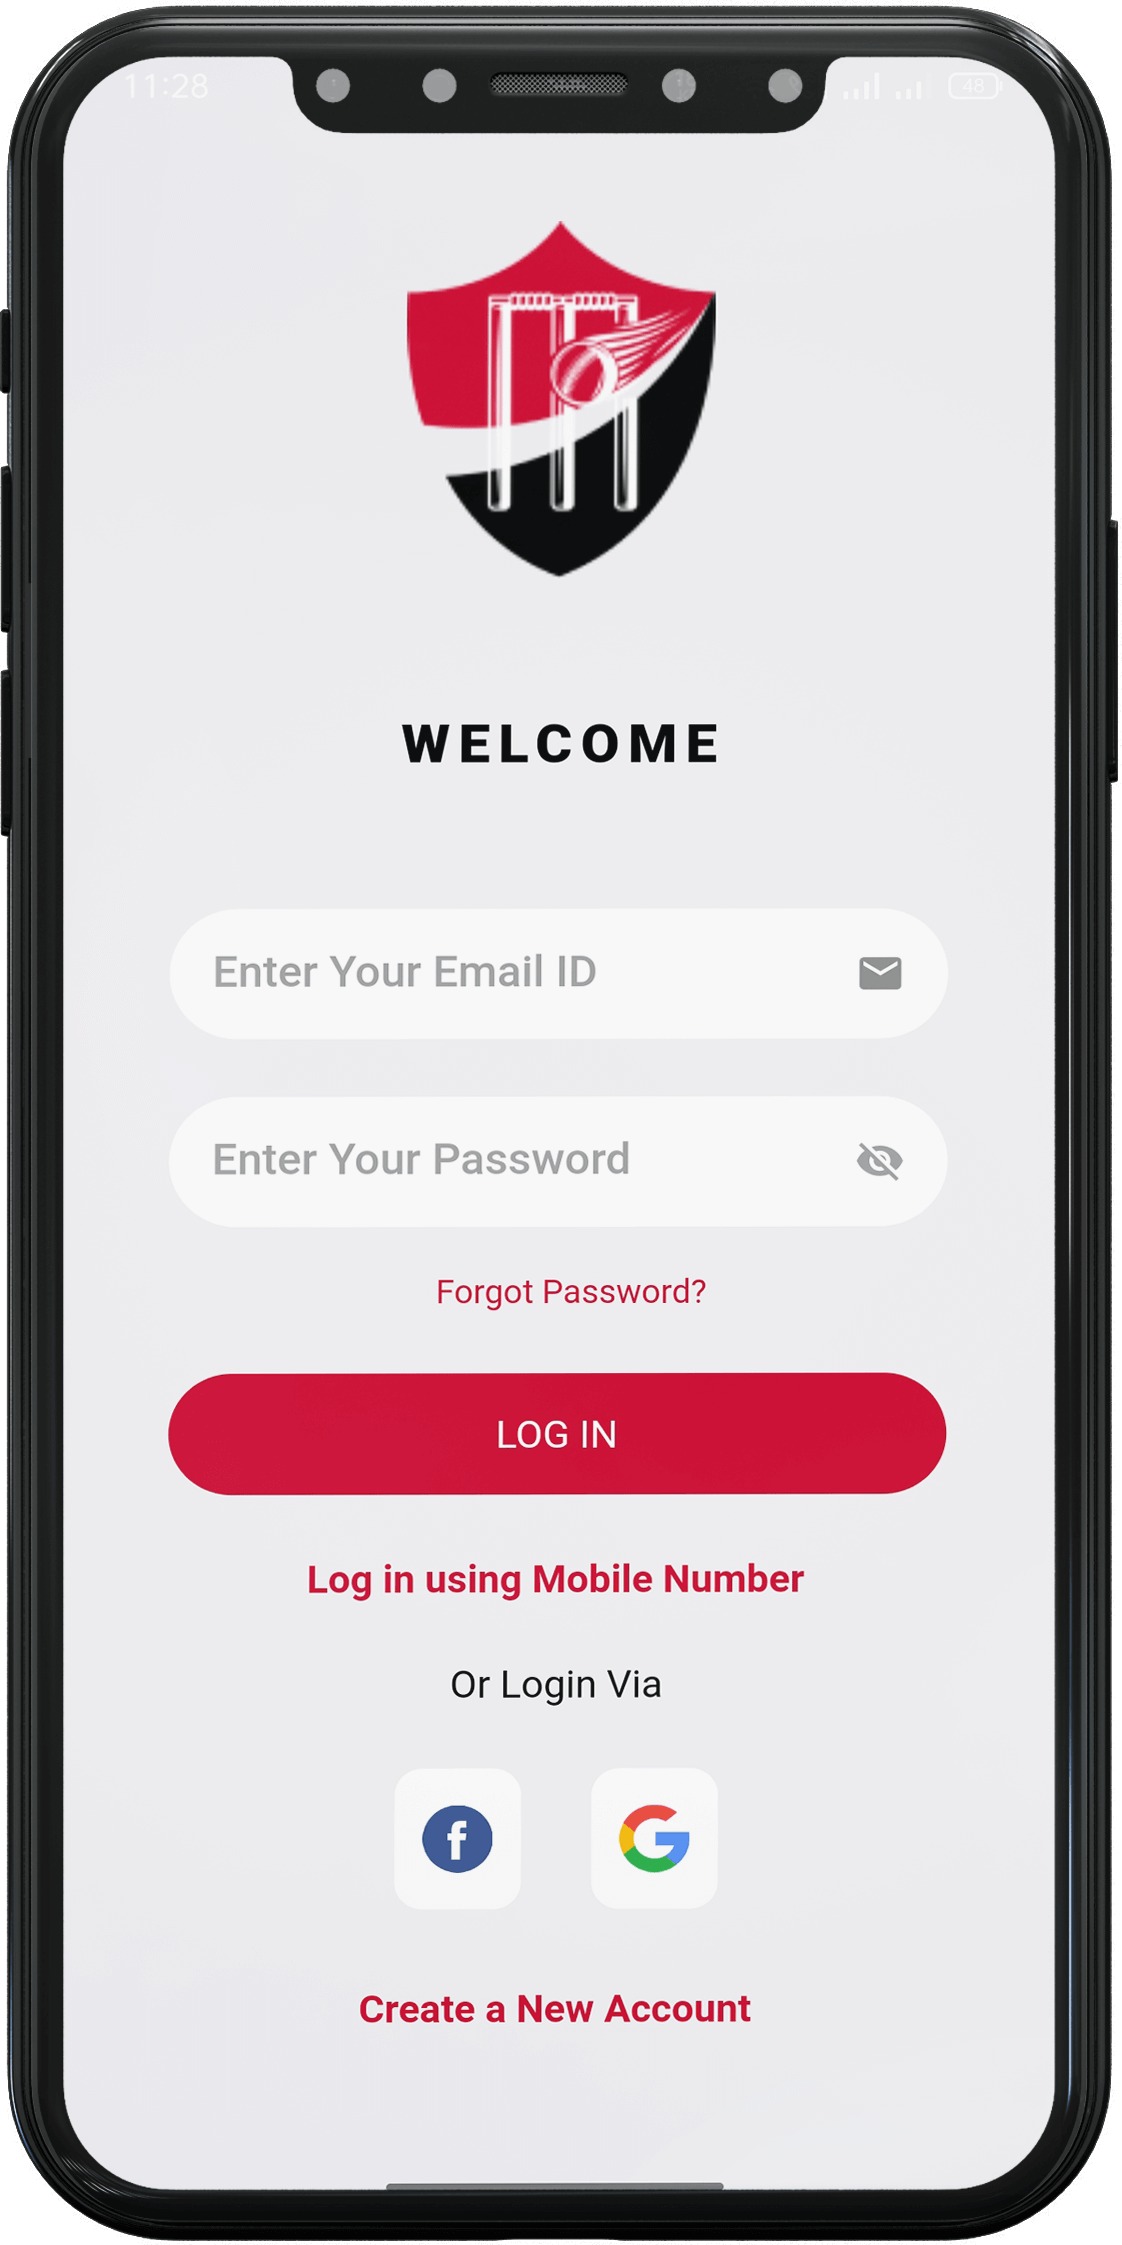 11:28
48
WELCOME
Enter Your Email ID
Enter Your Password
Forgot Password?
LOG IN
Log in using Mobile Number
Or Login Via
f
G
Create a New Account